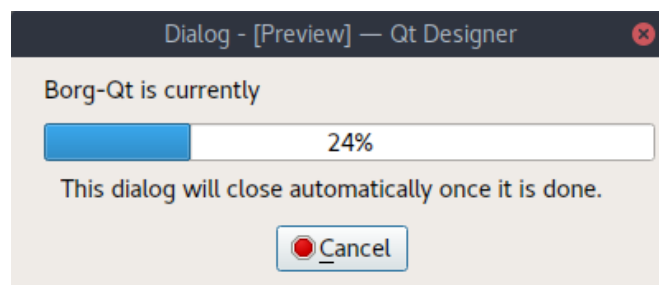 Dialog - [Preview] — Qt Designer
Borg-Qt is currently
24%
This dialog will close automatically once it is done.
Cancel